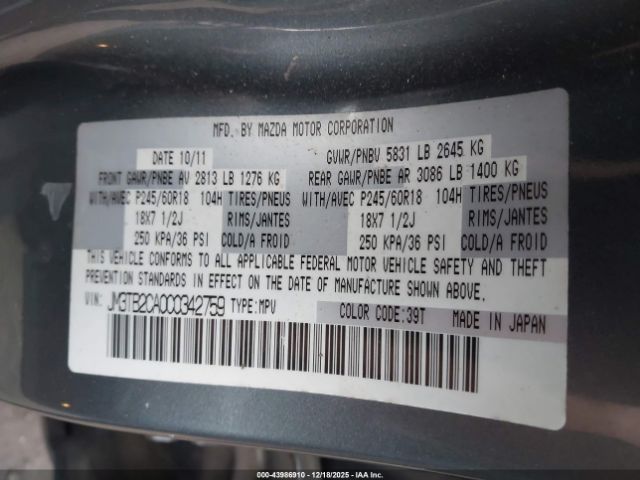 MFD. BY MAZDA MOTOR CORPORATION
DATE 10/11 GVWR/PNBV 5831 LB 2645 KG
FRONT GAWR/PNBE AV 2813 LB 1276 KG REAR GAWR/PNBE AR 3086 LB 1400 KG
WITH/AVEC P245/60R18 104H TIRES/PNEUS WITH/AVEC P245/60R18 104H TIRES/PNEUS
18X7 1/2J RIMS/JANTES 18X7 1/2J RIMS/JANTES
250 KPA/36 PSI COLD/A FROID 250 KPA/36 PSI COLD/A FROID
THIS VEHICLE CONFORMS TO ALL APPLICABLE FEDERAL MOTOR VEHICLE SAFETY AND THEFT
PREVENTION STANDARDS IN EFFECT ON THE DATE OF MANUFACTURE SHOWN ABOVE.
VIN: JM3TB2CA0C0342759 TYPE:MPV COLOR CODE:39T MADE IN JAPAN
000-43986910 - 12/18/2025 - IAAI.com